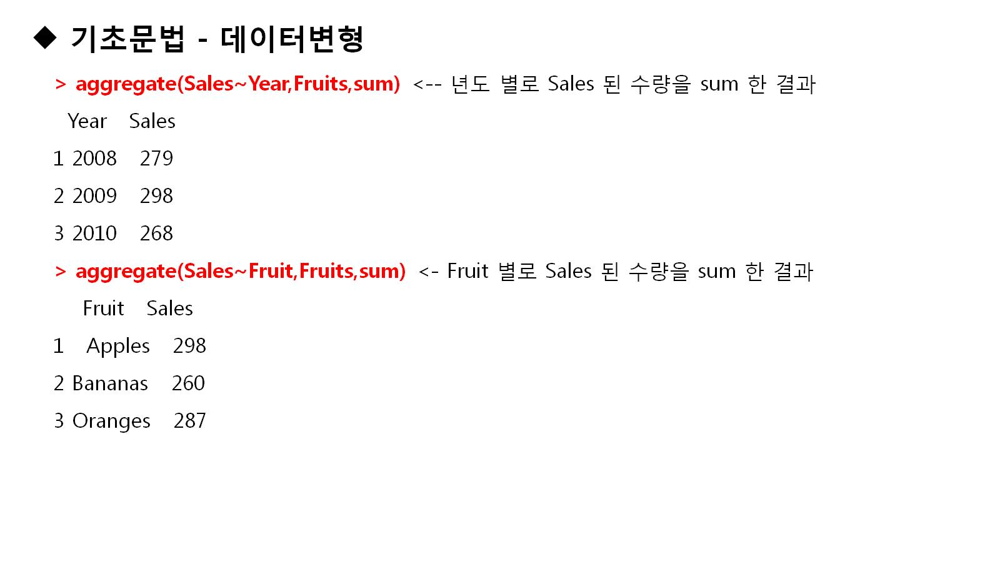 ◆ 기초문법 - 데이터변형
> aggregate(Sales~Year,Fruits,sum) <-- 년도 별로 Sales 된 수량을 sum 한 결과
Year Sales
1 2008 279
2 2009 298
3 2010 268
> aggregate(Sales~Fruit,Fruits,sum) <- Fruit 별로 Sales 된 수량을 sum 한 결과
Fruit Sales
1 Apples 298
2 Bananas 260
3 Oranges 287